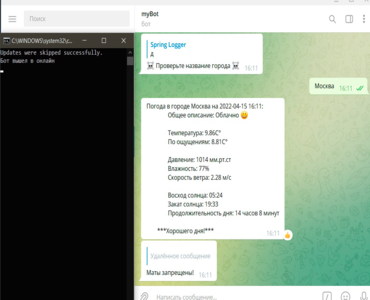 Поиск
C:\WINDOWS\system32\c
Updates were skipped successfully.
Бот вышел в онлайн
myBot
бот
Spring Logger
д
☠ Проверьте название города ☠
16:11
Москва
16:11
Погода в городе Москва на 2022-04-15 16:11:
Общее описание: Облачно 😀
Температура: 9.86C°
По ощущениям: 8.81C°
Давление: 1014 мм.рт.ст
Влажность: 77%
Скорость ветра: 2.28 м/с
Восход солнца: 05:24
Закат солнца: 19:33
Продолжительность дня: 14 часов 8 минут
***Хорошего дня!***
16:11
Удалённое сообщение
Маты запрещены!
16:11
Написать сообщение...